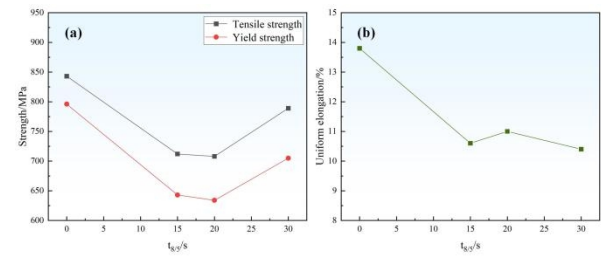 (a)
Tensile strength
Yield strength
Strength/MPa
950
900
850
800
750
700
650
600
0 5 10 15 20 25 30
t8/5/s
(b)
Uniform elongation/%
15
14
13
12
11
10
9
8
0 5 10 15 20 25 30
t8/5/s